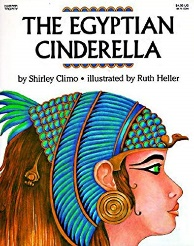 THE EGYPTIAN
CINDERELLA
by Shirley Climo • illustrated by Ruth Heller